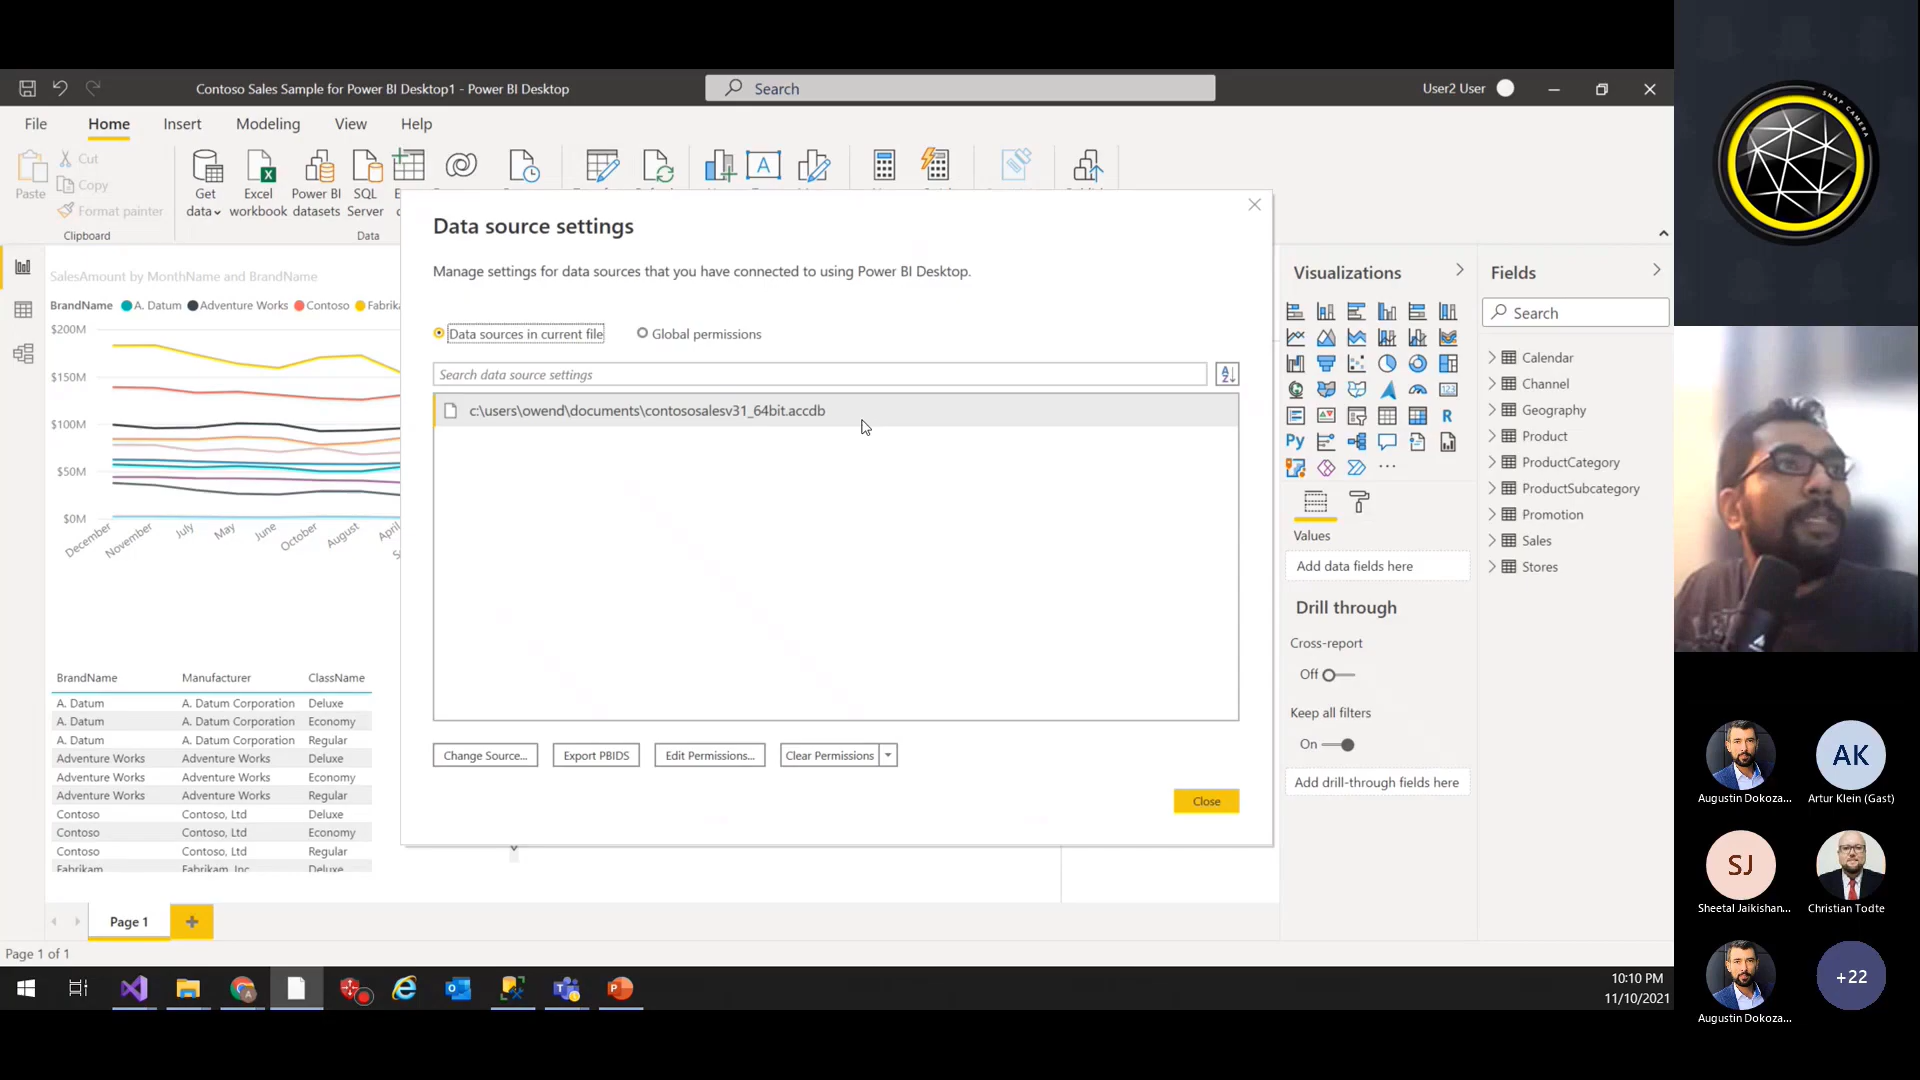 Contoso Sales Sample for Power BI Desktop1 - Power BI Desktop
Search
User2 User
File Home Insert Modeling View Help
Paste
Cut
Copy
Format painter
Clipboard
Get data
Excel workbook
Power BI datasets
SQL Server
Data
SalesAmount by MonthName and BrandName
BrandName A. Datum Adventure Works Contoso
$200M
$150M
$100M
$50M
$0M
December November July May June October August April
BrandName Manufacturer ClassName
A. Datum A. Datum Corporation Deluxe
A. Datum A. Datum Corporation Economy
A. Datum A. Datum Corporation Regular
Adventure Works Adventure Works Deluxe
Adventure Works Adventure Works Economy
Adventure Works Adventure Works Regular
Contoso Contoso, Ltd Deluxe
Contoso Contoso, Ltd Economy
Contoso Contoso, Ltd Regular
Fabrikam Fabrikam, Inc Deluxe
Data source settings
Manage settings for data sources that you have connected to using Power BI Desktop.
Data sources in current file
Global permissions
Search data source settings
AZ
c:\users\owend\documents\contososalesv31_64bit.accdb
Change Source...
Export PBIDS
Edit Permissions...
Clear Permissions
Close
Visualizations
R
Py
Values
Add data fields here
Drill through
Cross-report
Off
Keep all filters
On
Add drill-through fields here
Fields
Search
Calendar
Channel
Geography
Product
ProductCategory
ProductSubcategory
Promotion
Sales
Stores
Page 1
Page 1 of 1
10:10 PM
11/10/2021
SNAP CAMERA
Augustin Dokoza...
AK
Artur Klein (Gast)
SJ
Sheetal Jaikishan...
Christian Todte
Augustin Dokoza...
+22